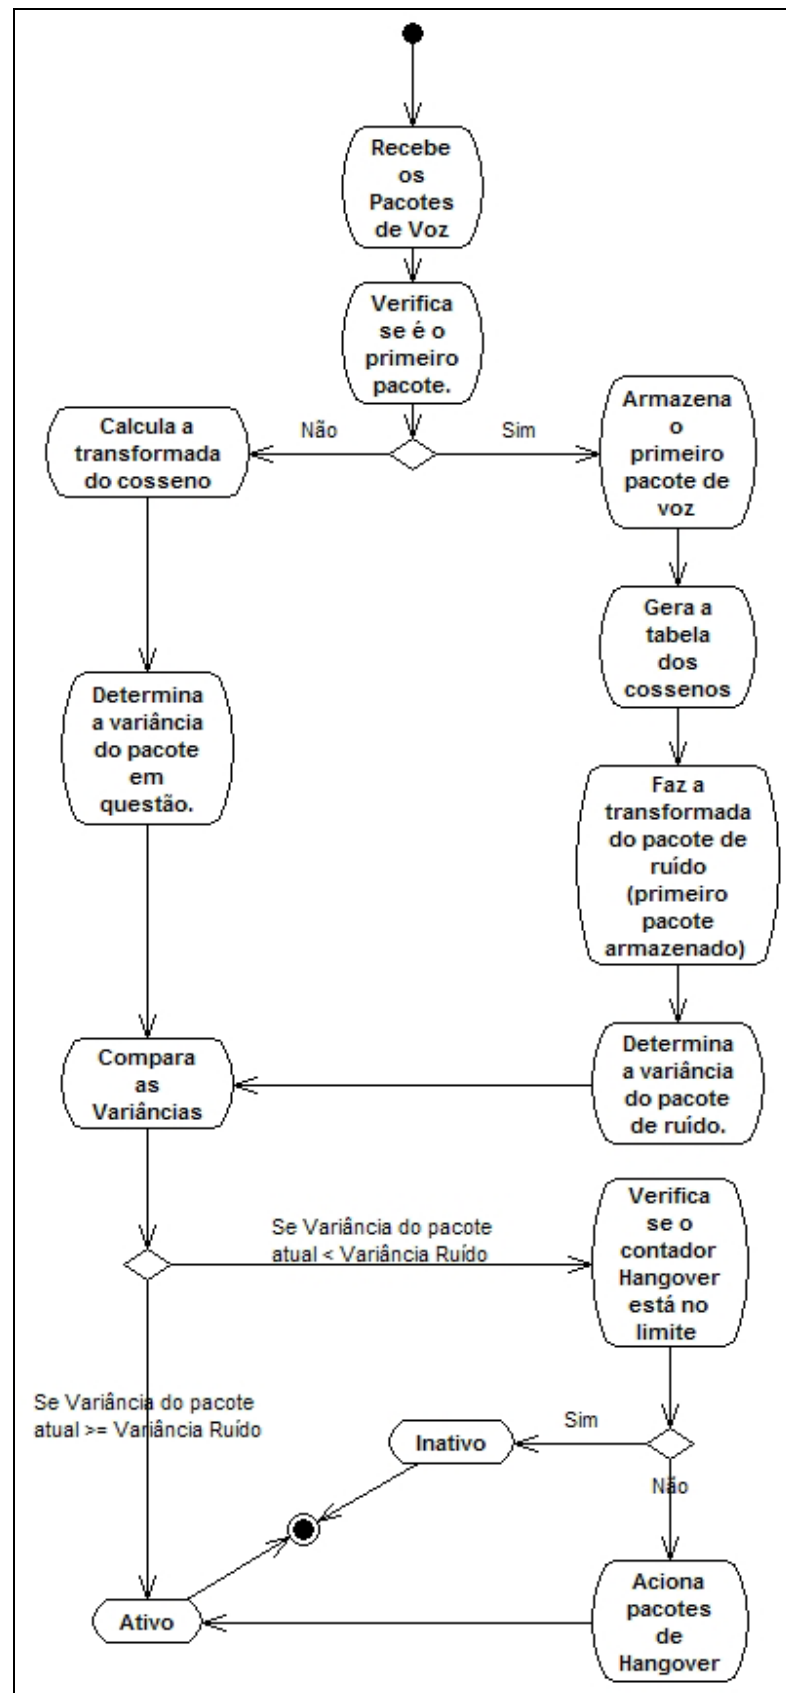 Recebe
os
Pacotes
de Voz
Verifica
se é o
primeiro
pacote.
Não
Sim
Calcula a
transformada
do cosseno
Armazena
o
primeiro
pacote de
voz
Gera a
tabela
dos
cossenos
Determina
a variância
do pacote
em
questão.
Faz a
transformada
do pacote de
ruído
(primeiro
pacote
armazenado)
Compara
as
Variâncias
Determina
a variância
do pacote
de ruído.
Se Variância do pacote
atual < Variância Ruído
Verifica
se o
contador
Hangover
está no
limite
Se Variância do pacote
atual >= Variância Ruído
Inativo
Sim
Não
Ativo
Aciona
pacotes
de
Hangover